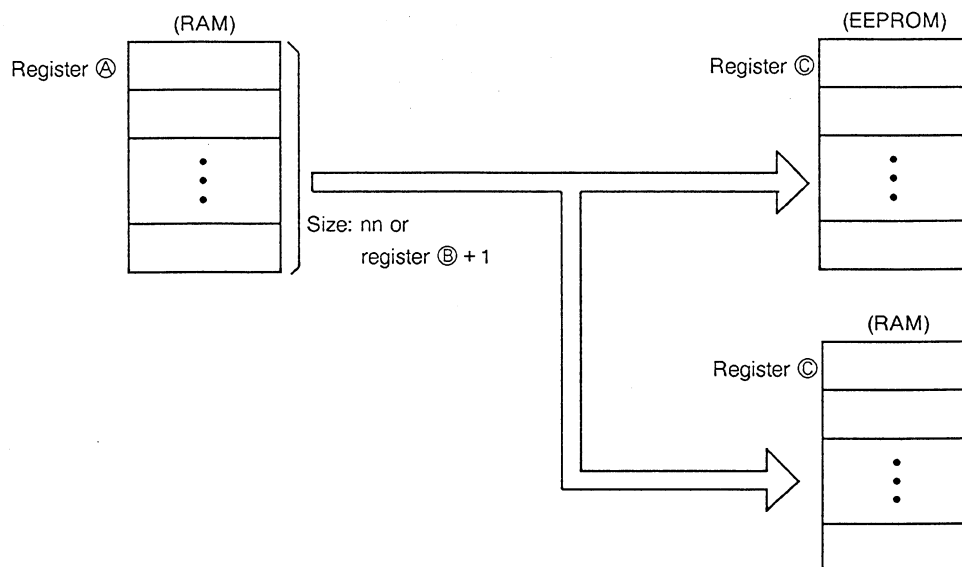 (RAM)
Register Ⓐ
Size: nn or
register Ⓑ + 1
(EEPROM)
Register Ⓒ
(RAM)
Register Ⓒ